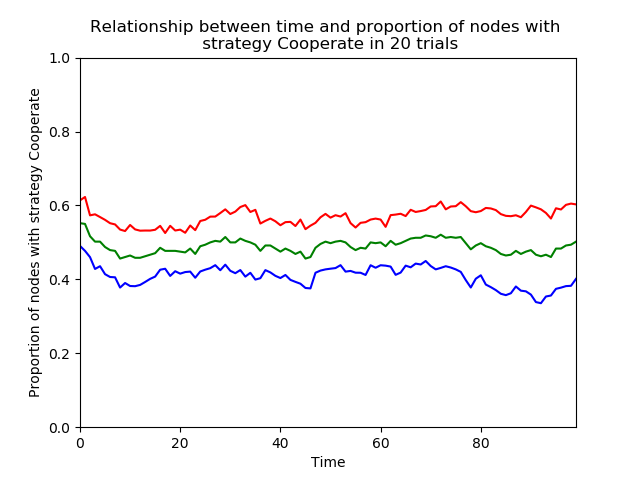 Relationship between time and proportion of nodes with
strategy Cooperate in 20 trials
Proportion of nodes with strategy Cooperate
1.0
0.8
0.6
0.4
0.2
0.0
0
20
40
60
80
Time